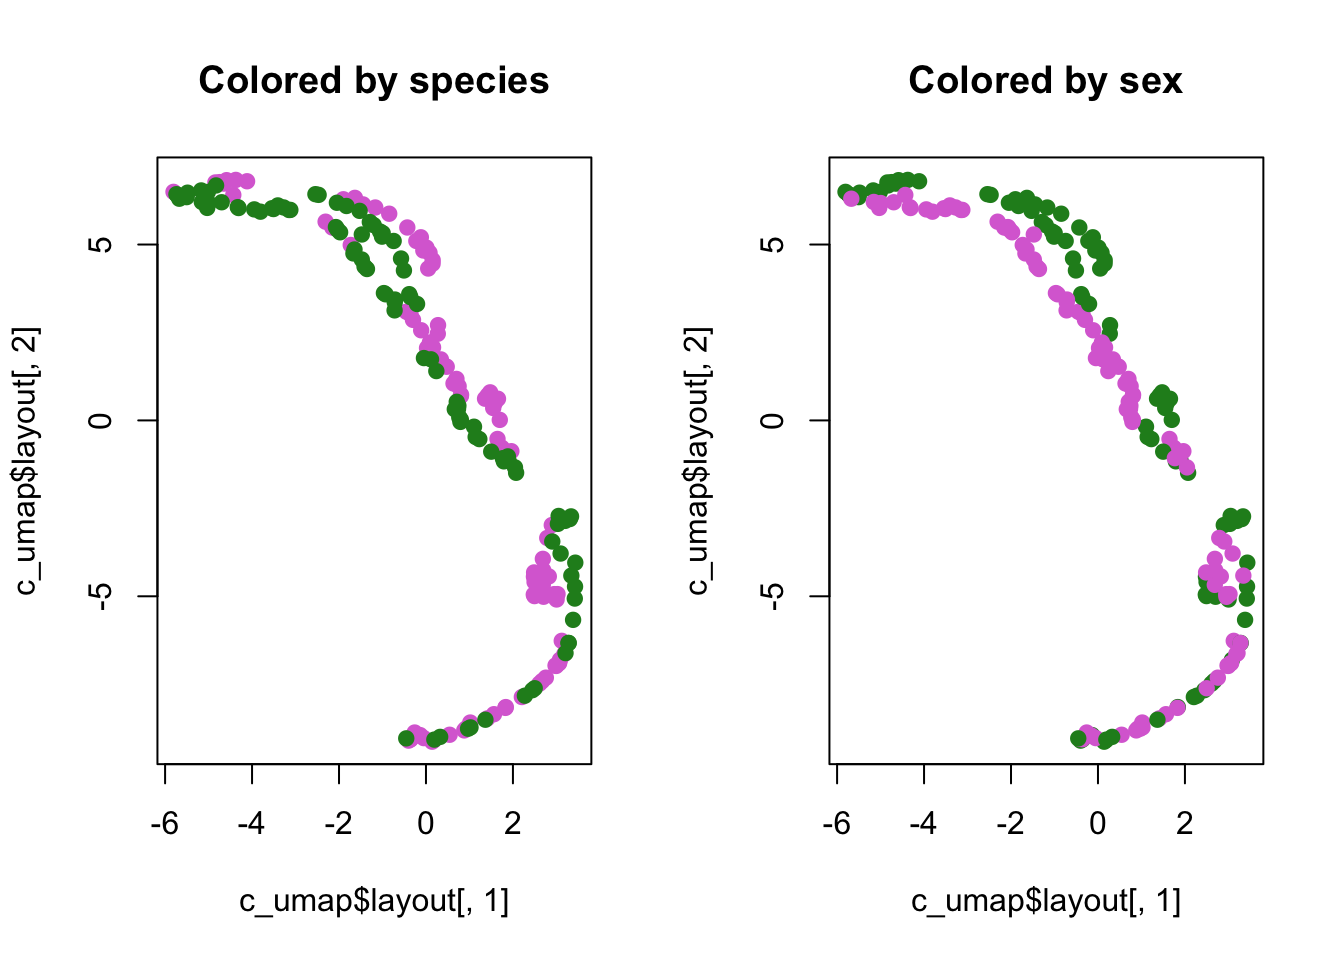 Colored by species
c_umap$layout[, 2]
5
0
-5
-6 -4 -2 0 2
c_umap$layout[, 1]
Colored by sex
c_umap$layout[, 2]
5
0
-5
-6 -4 -2 0 2
c_umap$layout[, 1]